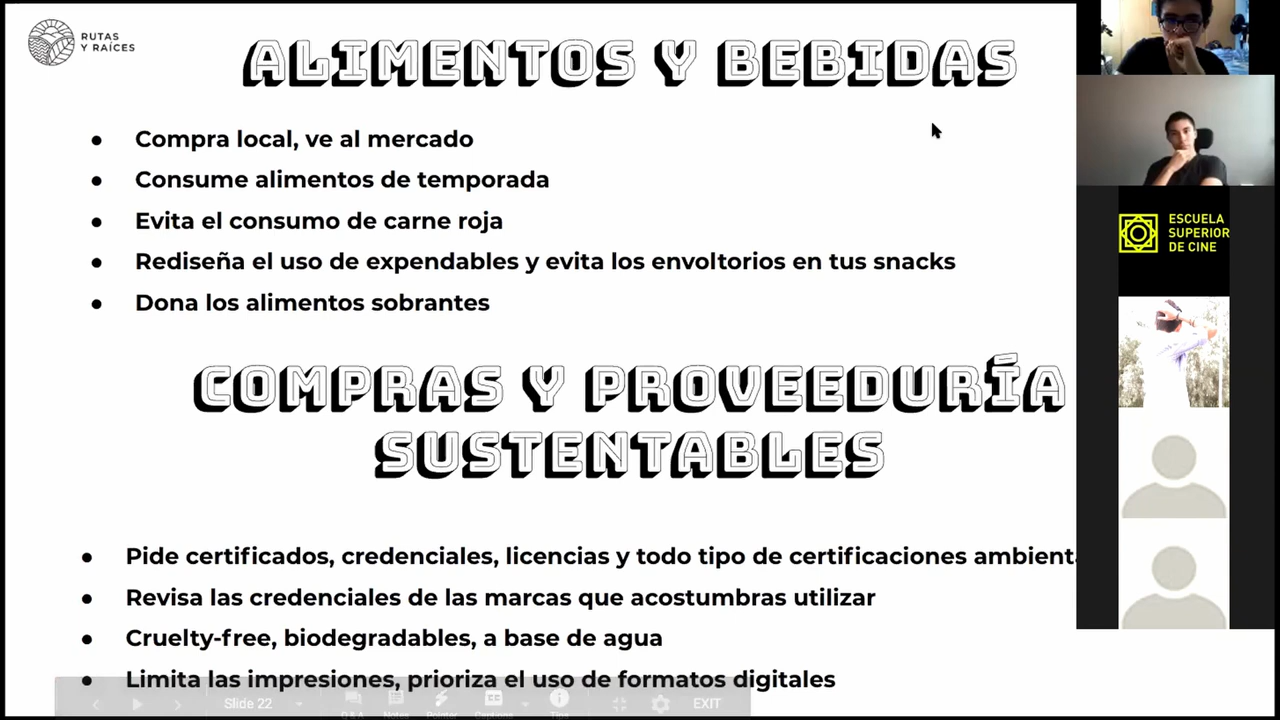 RUTAS
Y RAÍCES
ALIMENTOS Y BEBIDAS
● Compra local, ve al mercado
● Consume alimentos de temporada
● Evita el consumo de carne roja
● Rediseña el uso de expendables y evita los envoltorios en tus snacks
● Dona los alimentos sobrantes
ESCUELA
SUPERIOR
DE CINE
COMPRAS Y PROVEEDURÍA
SUSTENTABLES
● Pide certificados, credenciales, licencias y todo tipo de certificaciones
● Revisa las credenciales de las marcas que acostumbras utilizar
● Cruelty-free, biodegradables, a base de agua
● Limita las impresiones, prioriza el uso de formatos digitales
Slide 22
Q & A Notes Pointer Captions Tips
EXIT